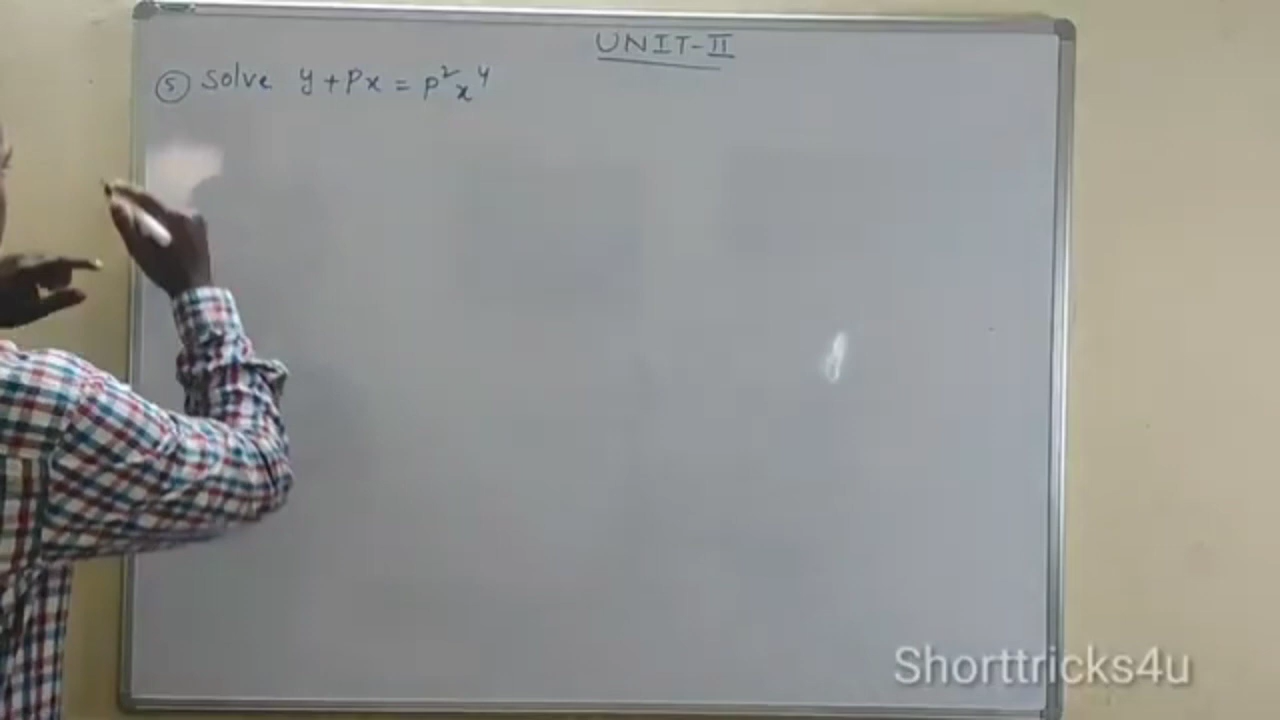 UNIT-II
⑤ Solve y + px = p²x⁴
Shorttricks4u